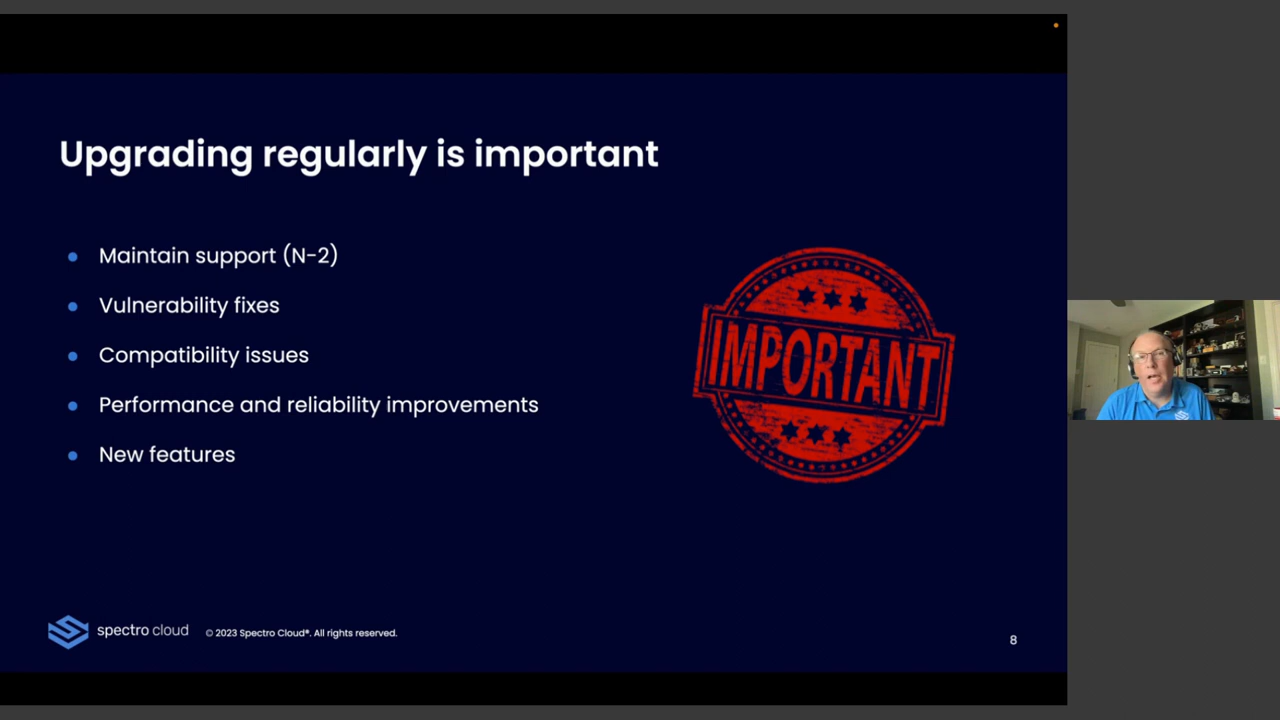 Upgrading regularly is important
Maintain support (N-2)
Vulnerability fixes
Compatibility issues
Performance and reliability improvements
New features
IMPORTANT
spectro cloud
© 2023 Spectro Cloud®. All rights reserved.
8